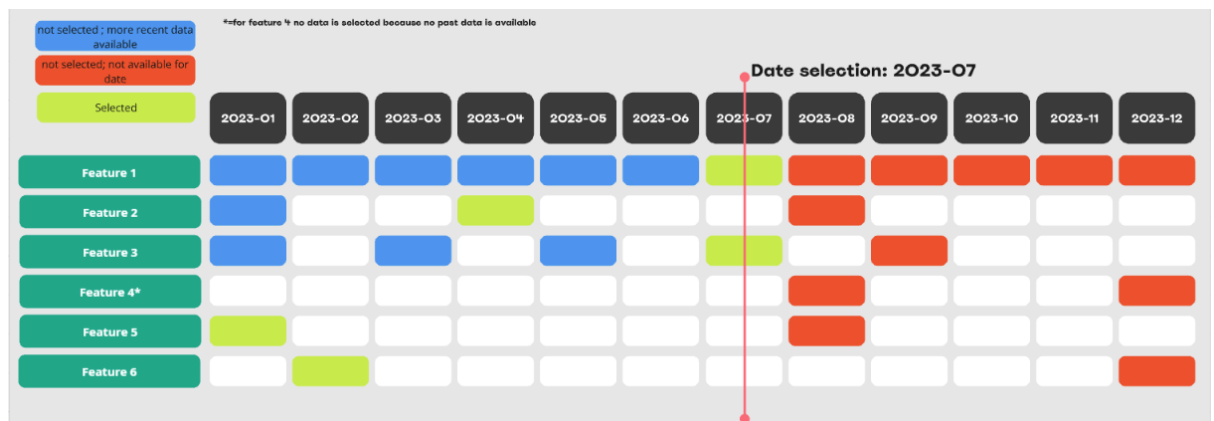 not selected ; more recent data
available
*=for feature 4 no data is selected because no past data is available
not selected; not available for
date
Date selection: 2023-07
Selected
2023-01 2023-02 2023-03 2023-04 2023-05 2023-06 2023-07 2023-08 2023-09 2023-10 2023-11 2023-12
Feature 1
Feature 2
Feature 3
Feature 4*
Feature 5
Feature 6